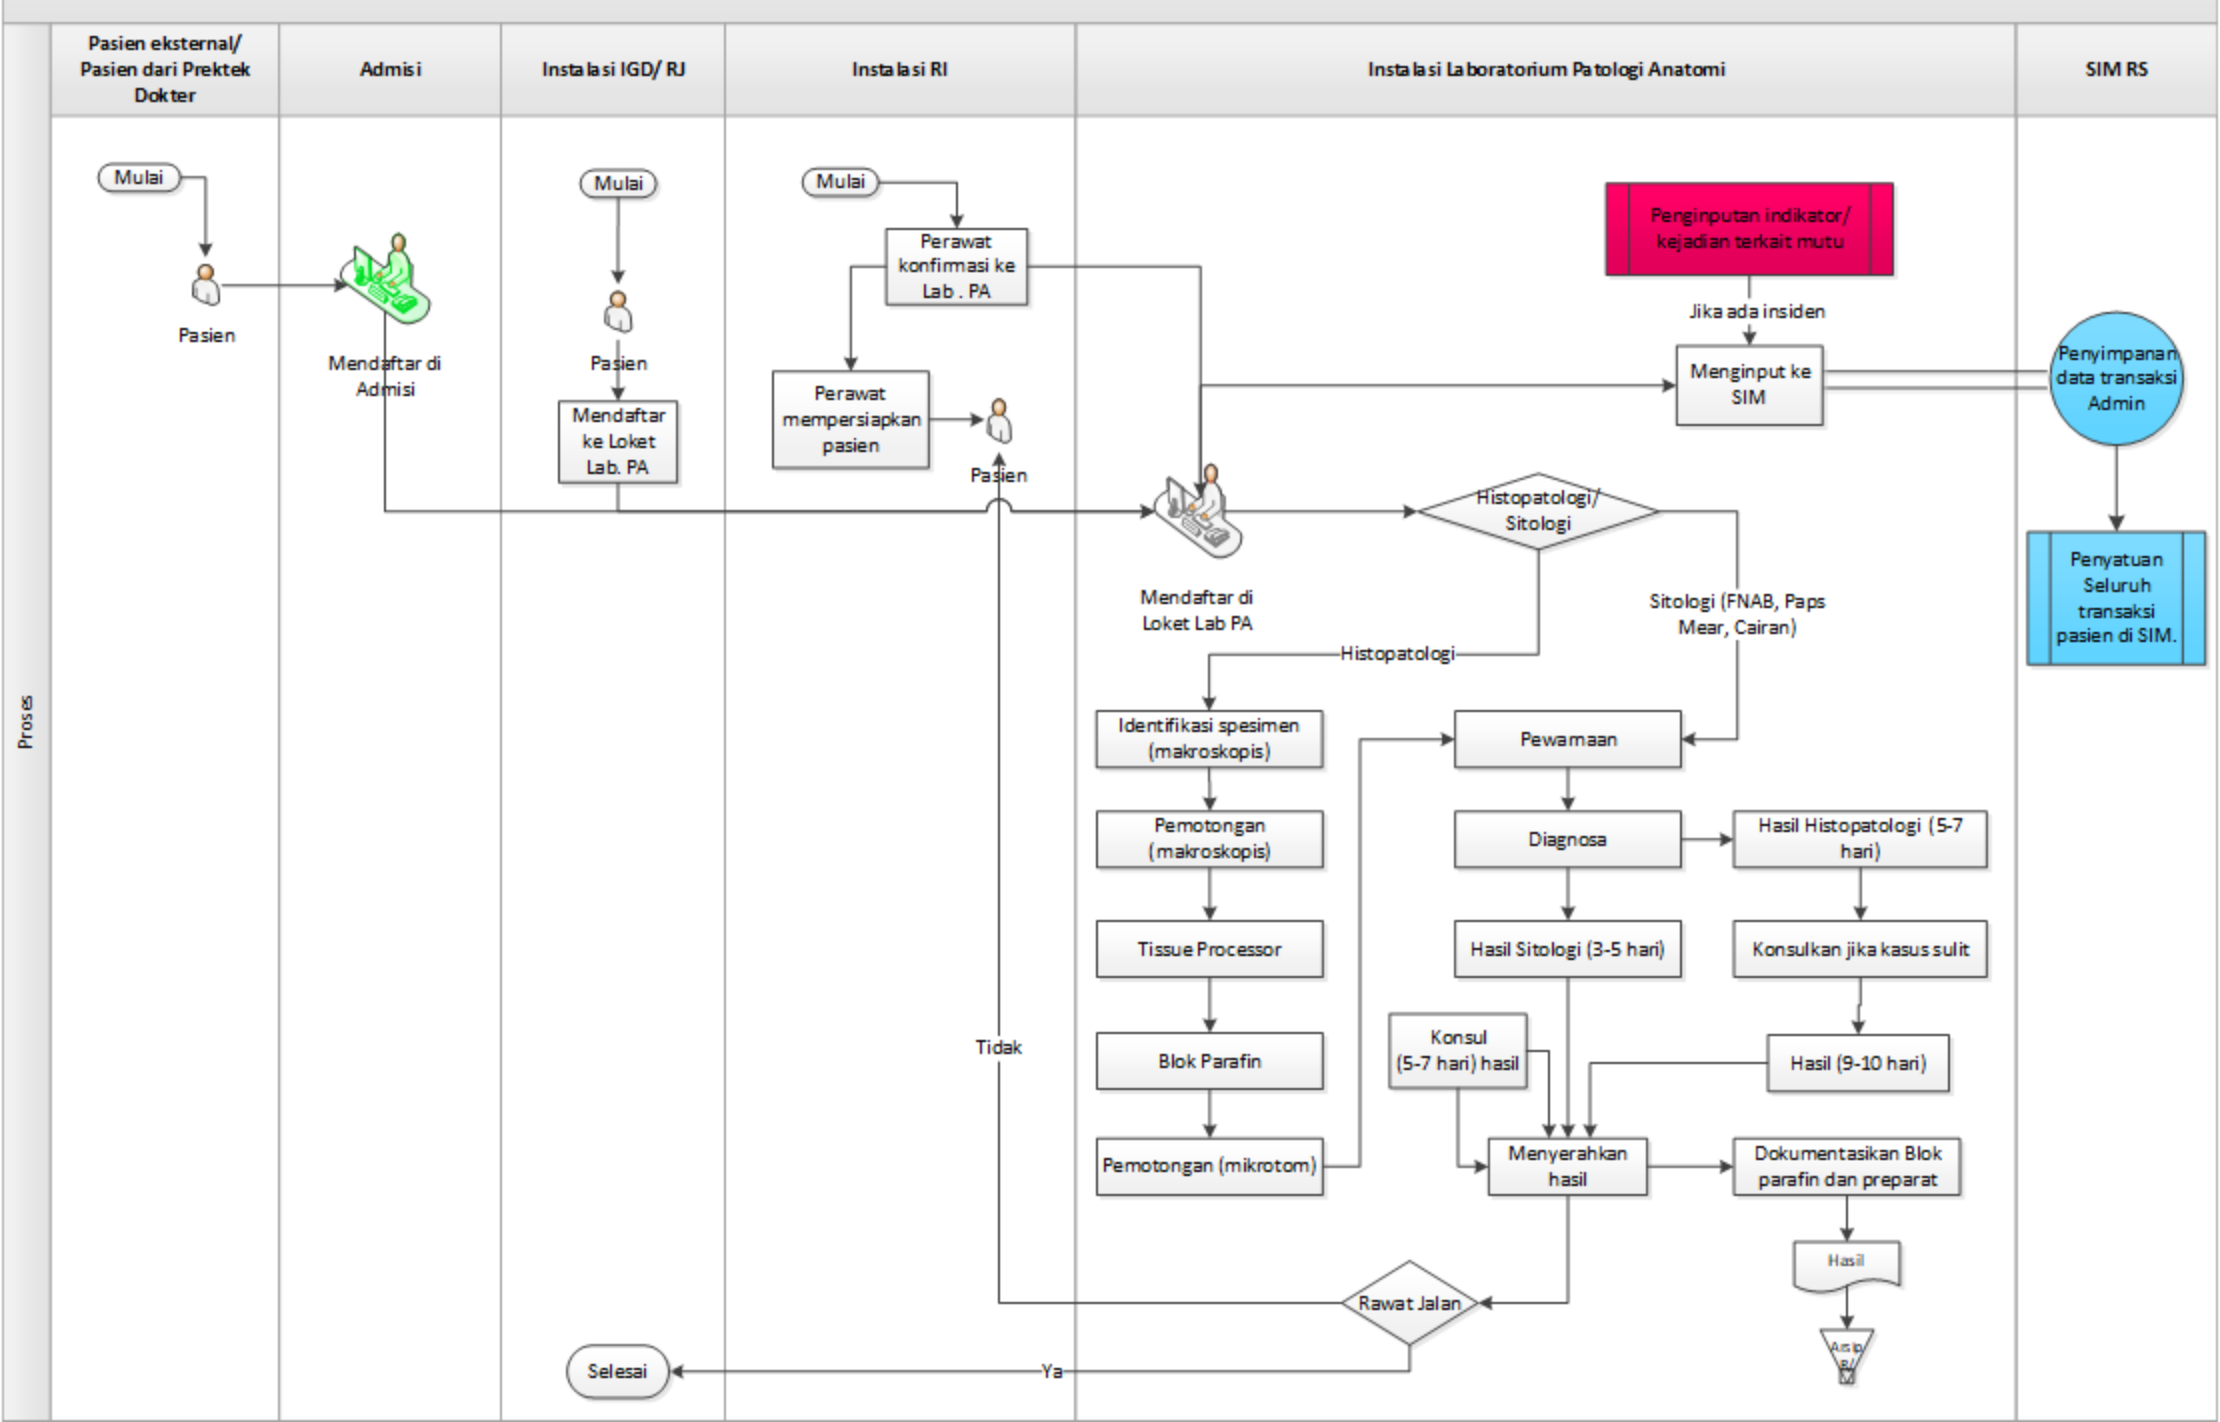 Pasien eksternal/
Pasien dari Prektek
Dokter
Admisi
Instalasi IGD/ RJ
Instalasi RI
Instalasi Laboratorium Patologi Anatomi
SIM RS
Proses
Mulai
Pasien
Mendaftar di
Admisi
Mulai
Pasien
Mendaftar
ke Loket
Lab. PA
Mulai
Perawat
konfirmasi ke
Lab . PA
Perawat
mempersiapkan
pasien
Pasien
Penginputan indikator/
kejadian terkait mutu
Jika ada insiden
Menginput ke
SIM
Penyimpanan
data transaksi
Admin
Penyatuan
Seluruh
transaksi
pasien di SIM.
Mendaftar di
Loket Lab PA
Histopatologi/
Sitologi
Sitologi (FNAB, Paps
Mear, Cairan)
Histopatologi
Identifikasi spesimen
(makroskopis)
Pemotongan
(makroskopis)
Tissue Processor
Blok Parafin
Pemotongan (mikrotom)
Pewarnaan
Diagnosa
Hasil Histopatologi (5-7
hari)
Hasil Sitologi (3-5 hari)
Konsulkan jika kasus sulit
Konsul
(5-7 hari) hasil
Hasil (9-10 hari)
Menyerahkan
hasil
Dokumentasikan Blok
parafin dan preparat
Hasil
Arsip
Rawat Jalan
Tidak
Ya
Selesai